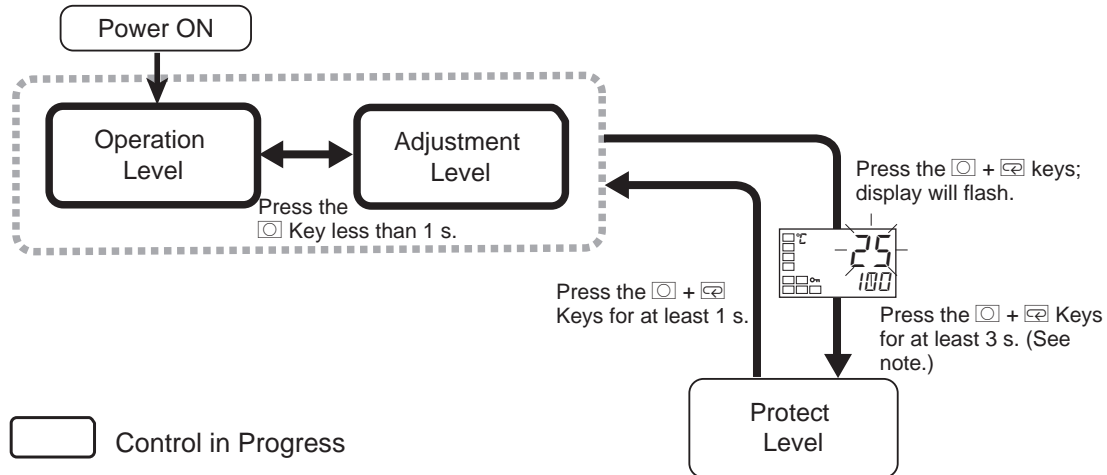 Power ON
Operation
Level
Adjustment
Level
Press the
Key less than 1 s.
Press the + keys;
display will flash.
°C
25
100
Press the +
Keys for at least 1 s.
Press the + Keys
for at least 3 s. (See
note.)
Protect
Level
Control in Progress